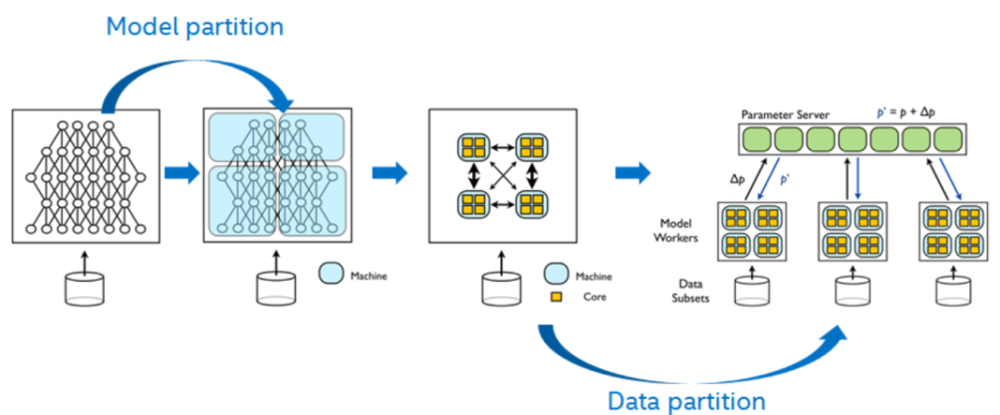 Model partition
Parameter Server
p' = p + Δp
Δp
p'
Model
Workers
Machine
Machine
Core
Data
Subsets
Data partition